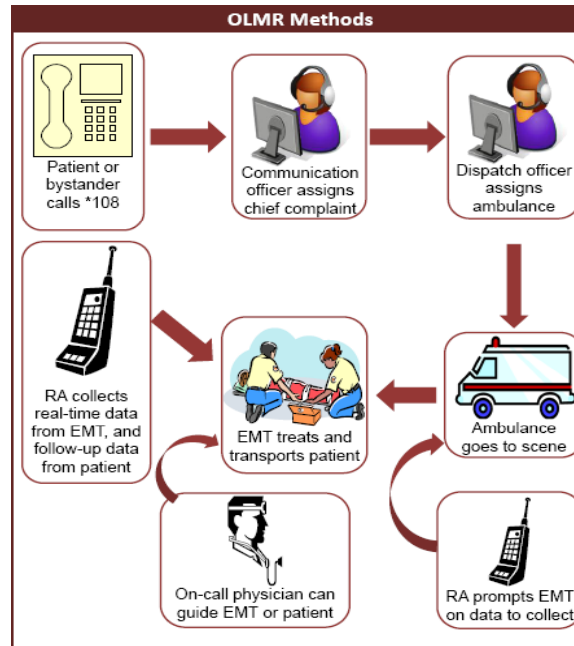 OLMR Methods
Patient or
bystander
calls *108
Communication
officer assigns
chief complaint
Dispatch officer
assigns
ambulance
RA collects
real-time data
from EMT, and
follow-up data
from patient
EMT treats and
transports patient
Ambulance
goes to scene
On-call physician can
guide EMT or patient
RA prompts EMT
on data to collect